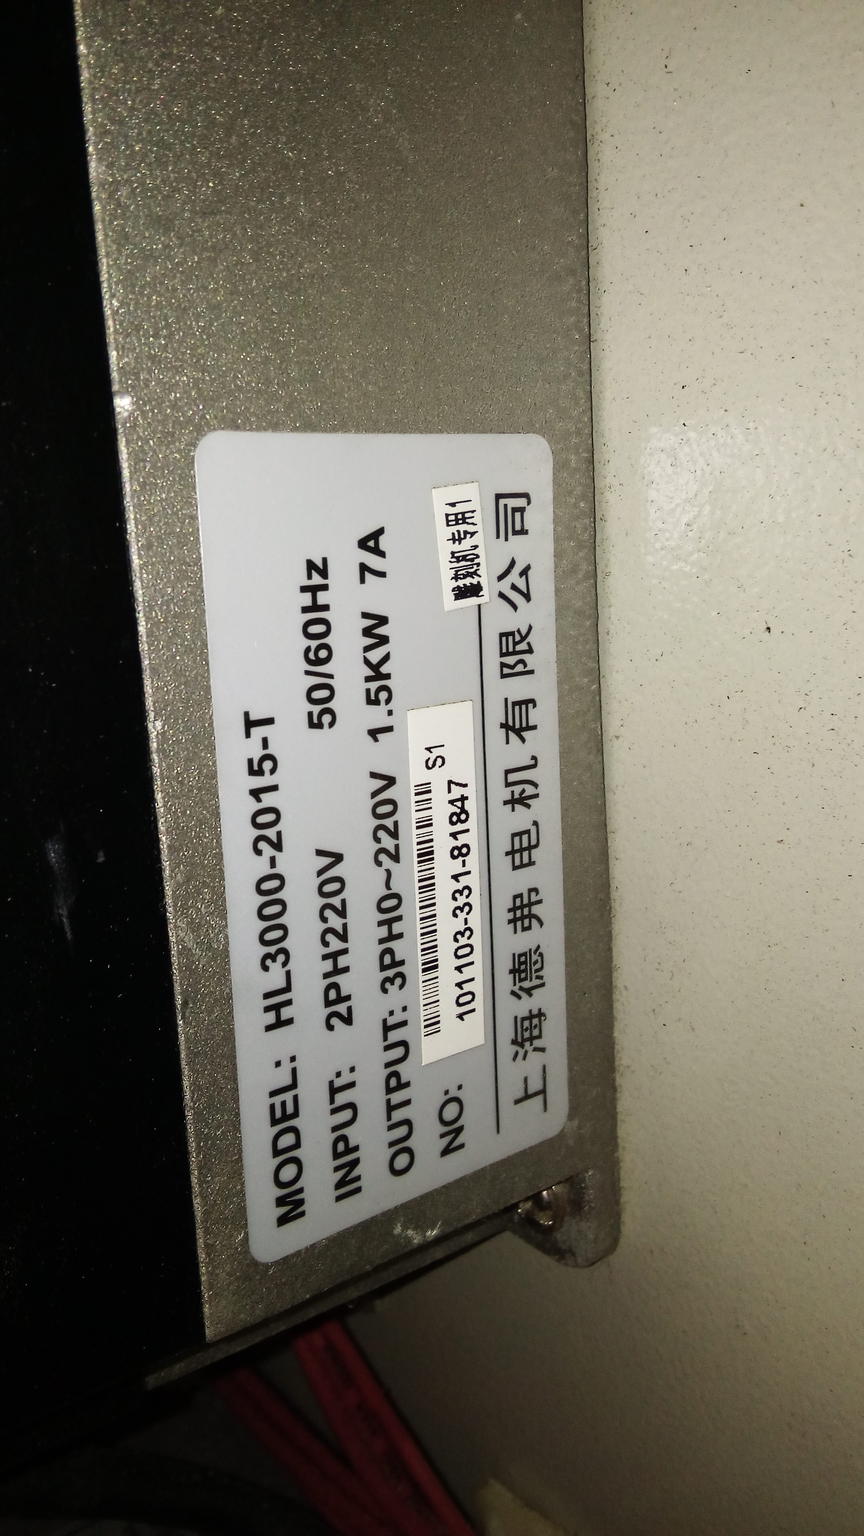 MODEL: HL3000-2015-T
INPUT: 2PH220V 50/60Hz
OUTPUT: 3PH0~220V 1.5KW 7A
S1
NO: 101103-331-81847
雕刻机专用1
上海德弗电机有限公司